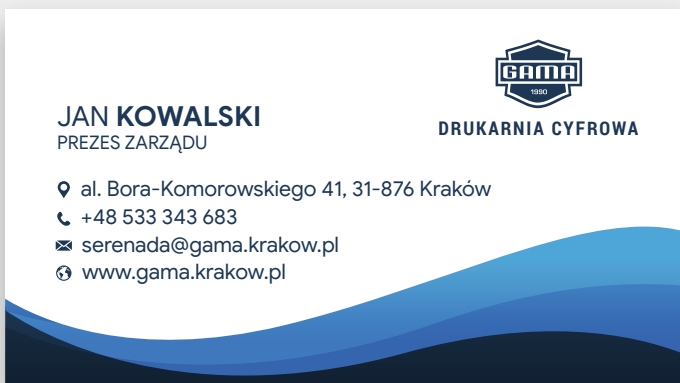 GAMA
1990
DRUKARNIA CYFROWA
JAN KOWALSKI
PREZES ZARZĄDU
al. Bora-Komorowskiego 41, 31-876 Kraków
+48 533 343 683
serenada@gama.krakow.pl
www.gama.krakow.pl